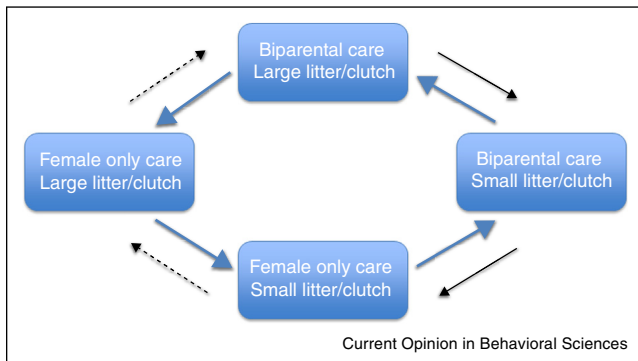 Biparental care
Large litter/clutch
Female only care
Large litter/clutch
Biparental care
Small litter/clutch
Female only care
Small litter/clutch
Current Opinion in Behavioral Sciences